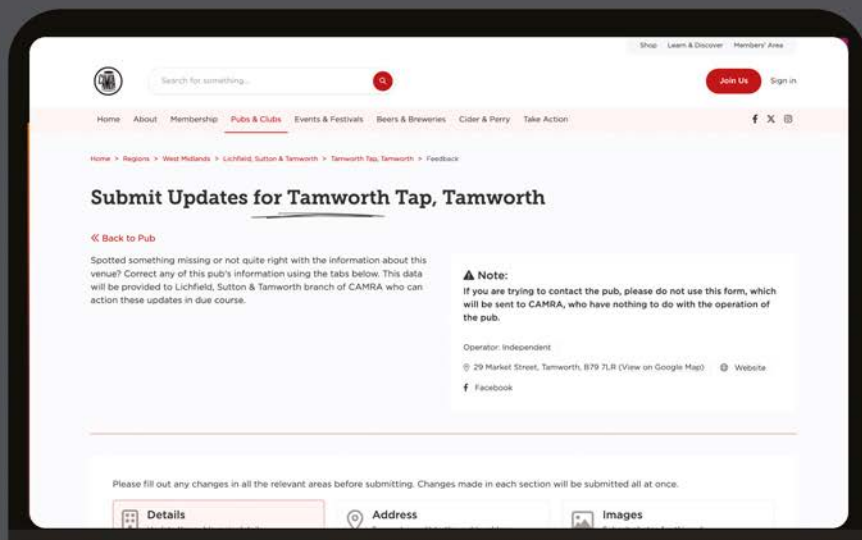 Shop Learn & Discover Members' Area
CAMRA
Search for something...
Join Us Sign in
Home About Membership Pubs & Clubs Events & Festivals Beers & Breweries Cider & Perry Take Action
Home > Regions > West Midlands > Lichfield, Sutton & Tamworth > Tamworth Tap, Tamworth > Feedback
Submit Updates for Tamworth Tap, Tamworth
Back to Pub
Spotted something missing or not quite right with the information about this
venue? Correct any of this pub's information using the tabs below. This data
will be provided to Lichfield, Sutton & Tamworth branch of CAMRA who can
action these updates in due course.
Note:
If you are trying to contact the pub, please do not use this form, which
will be sent to CAMRA, who have nothing to do with the operation of
the pub.
Operator: Independent
29 Market Street, Tamworth, B79 7LR (View on Google Map) Website
Facebook
Please fill out any changes in all the relevant areas before submitting. Changes made in each section will be submitted all at once.
Details Address Images